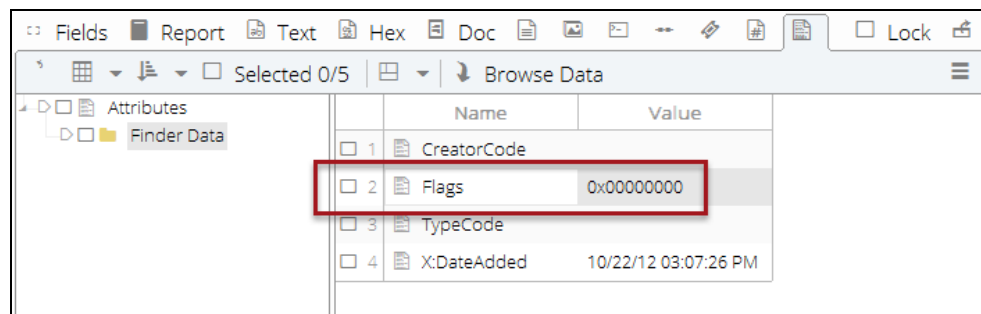 Fields Report Text Hex Doc Lock
Selected 0/5 Browse Data
Attributes
Finder Data
Name Value
1 CreatorCode
2 Flags 0x00000000
3 TypeCode
4 X:DateAdded 10/22/12 03:07:26 PM